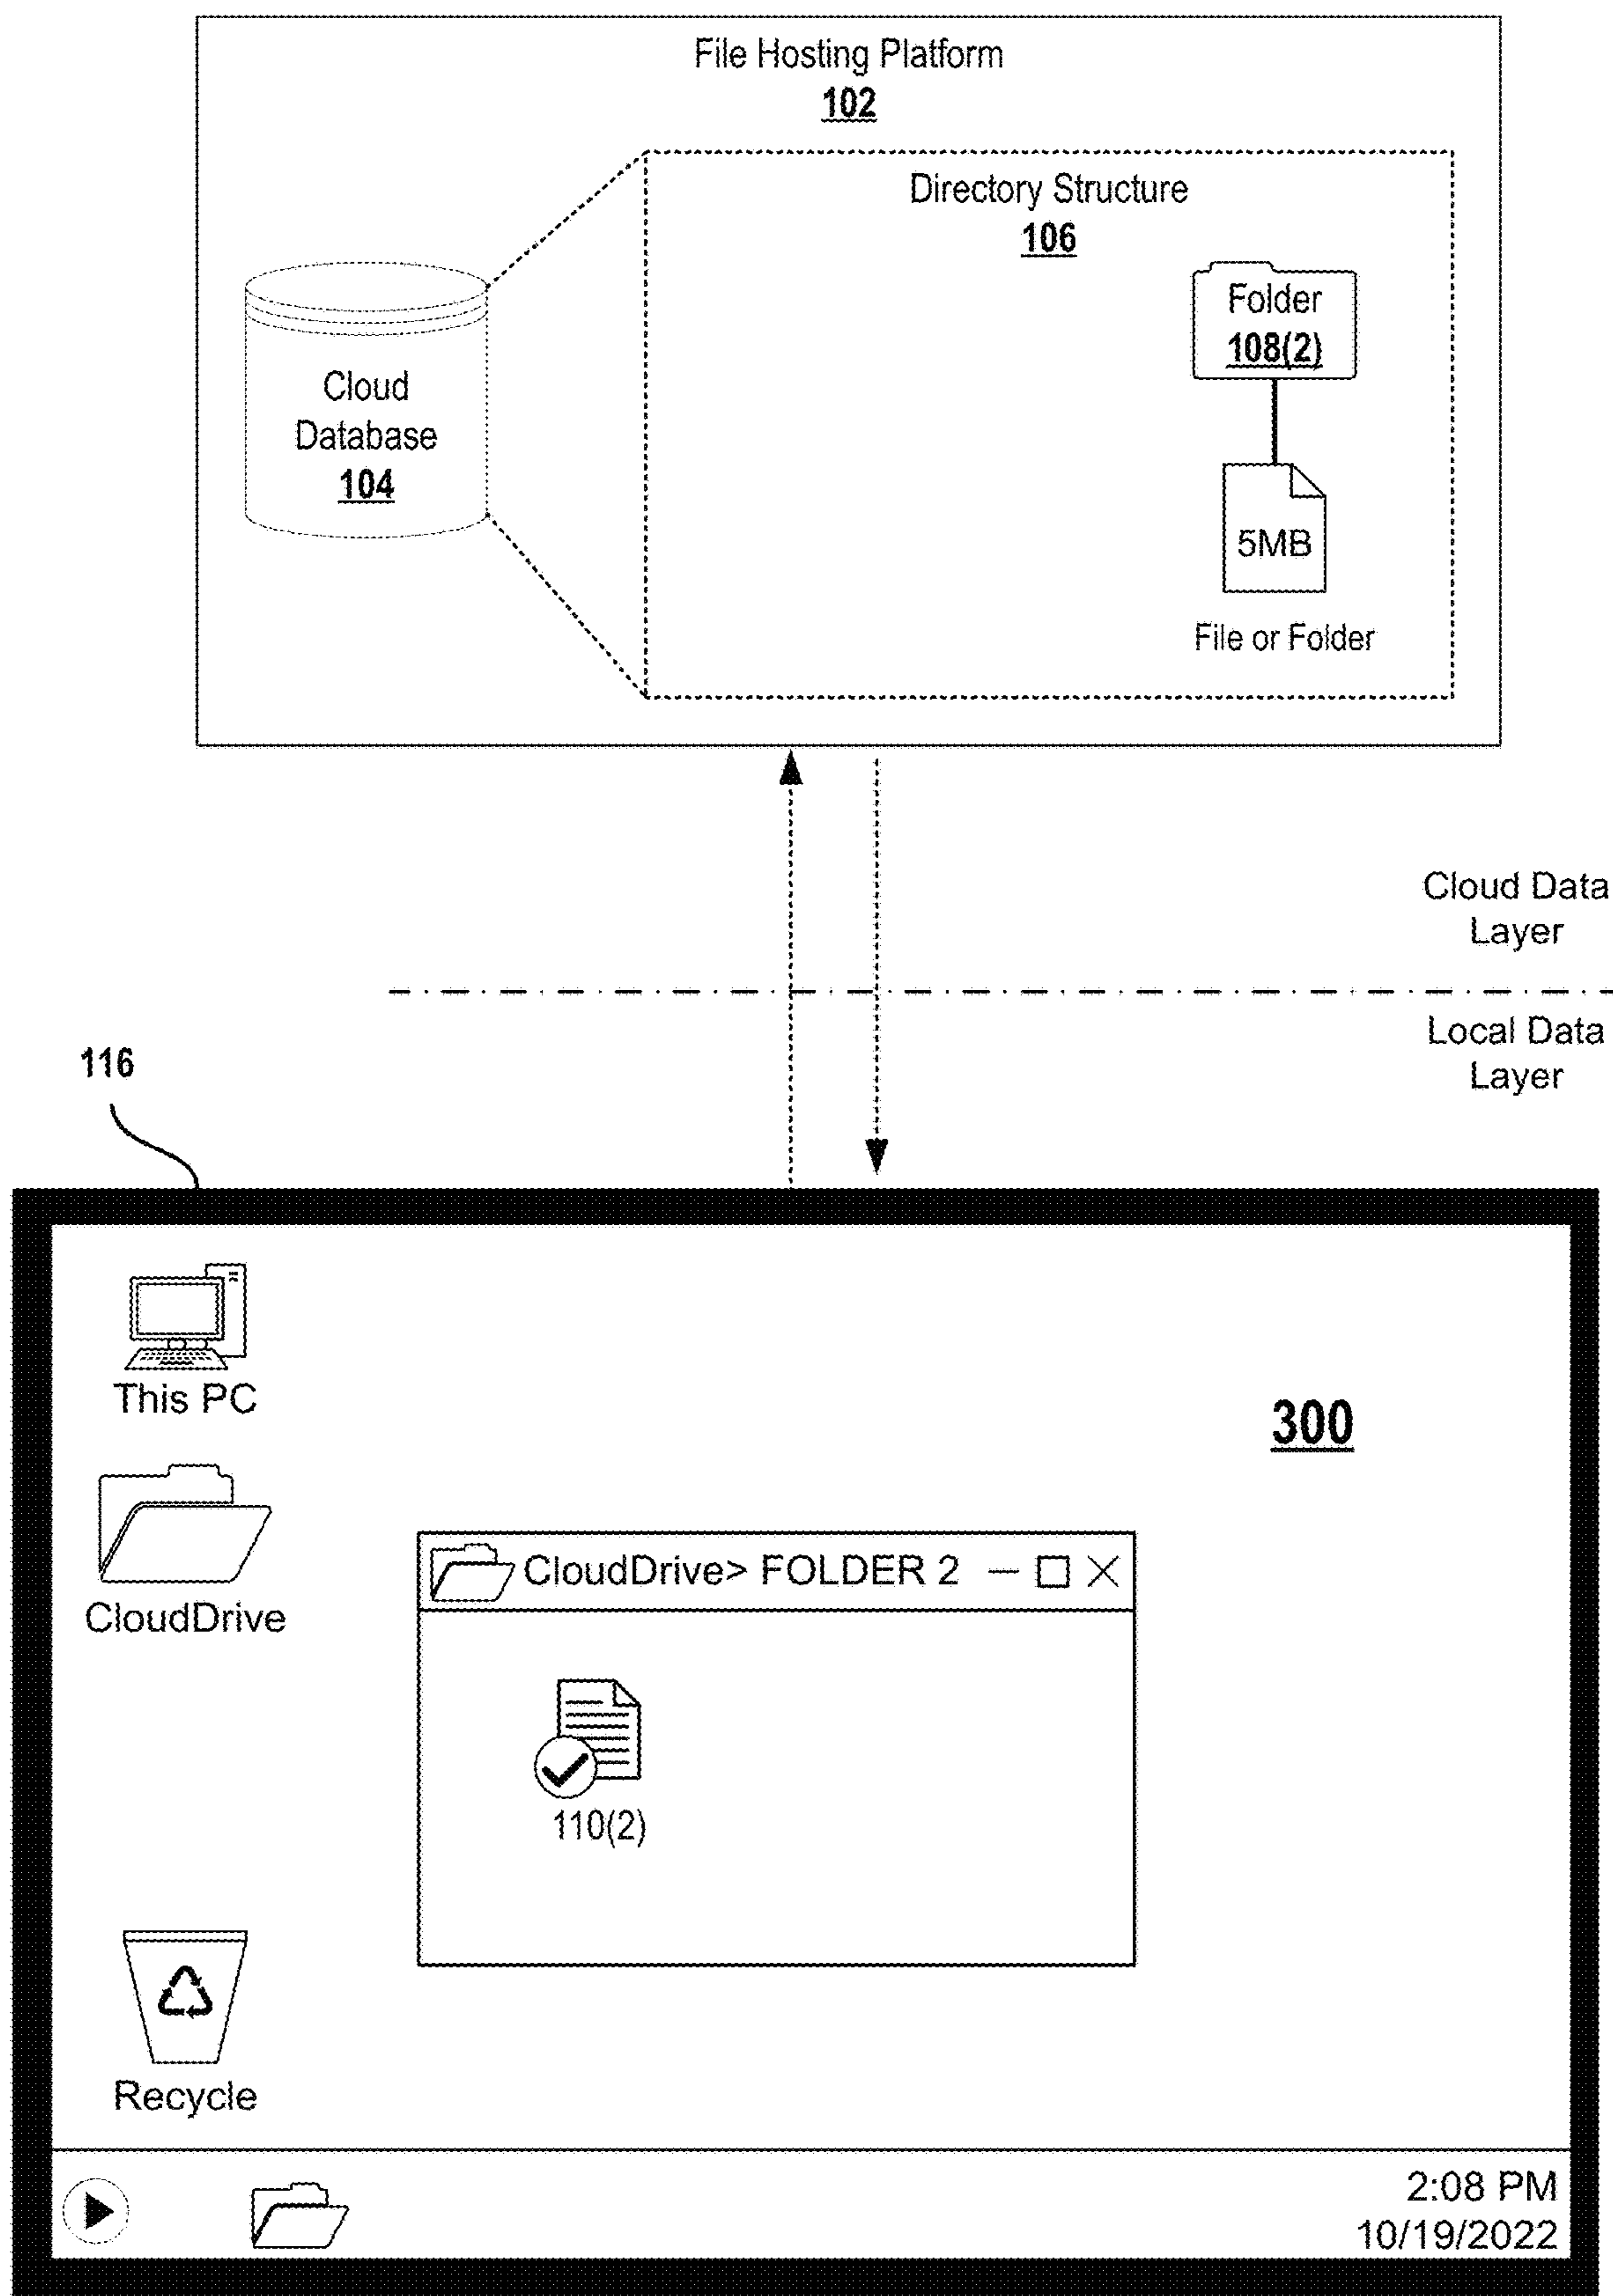 File Hosting Platform
102
Directory Structure
106
Folder
108(2)
Cloud
Database
104
5MB
File or Folder
Cloud Data
Layer
Local Data
Layer
116
This PC
300
CloudDrive
CloudDrive> FOLDER 2
110(2)
Recycle
2:08 PM
10/19/2022